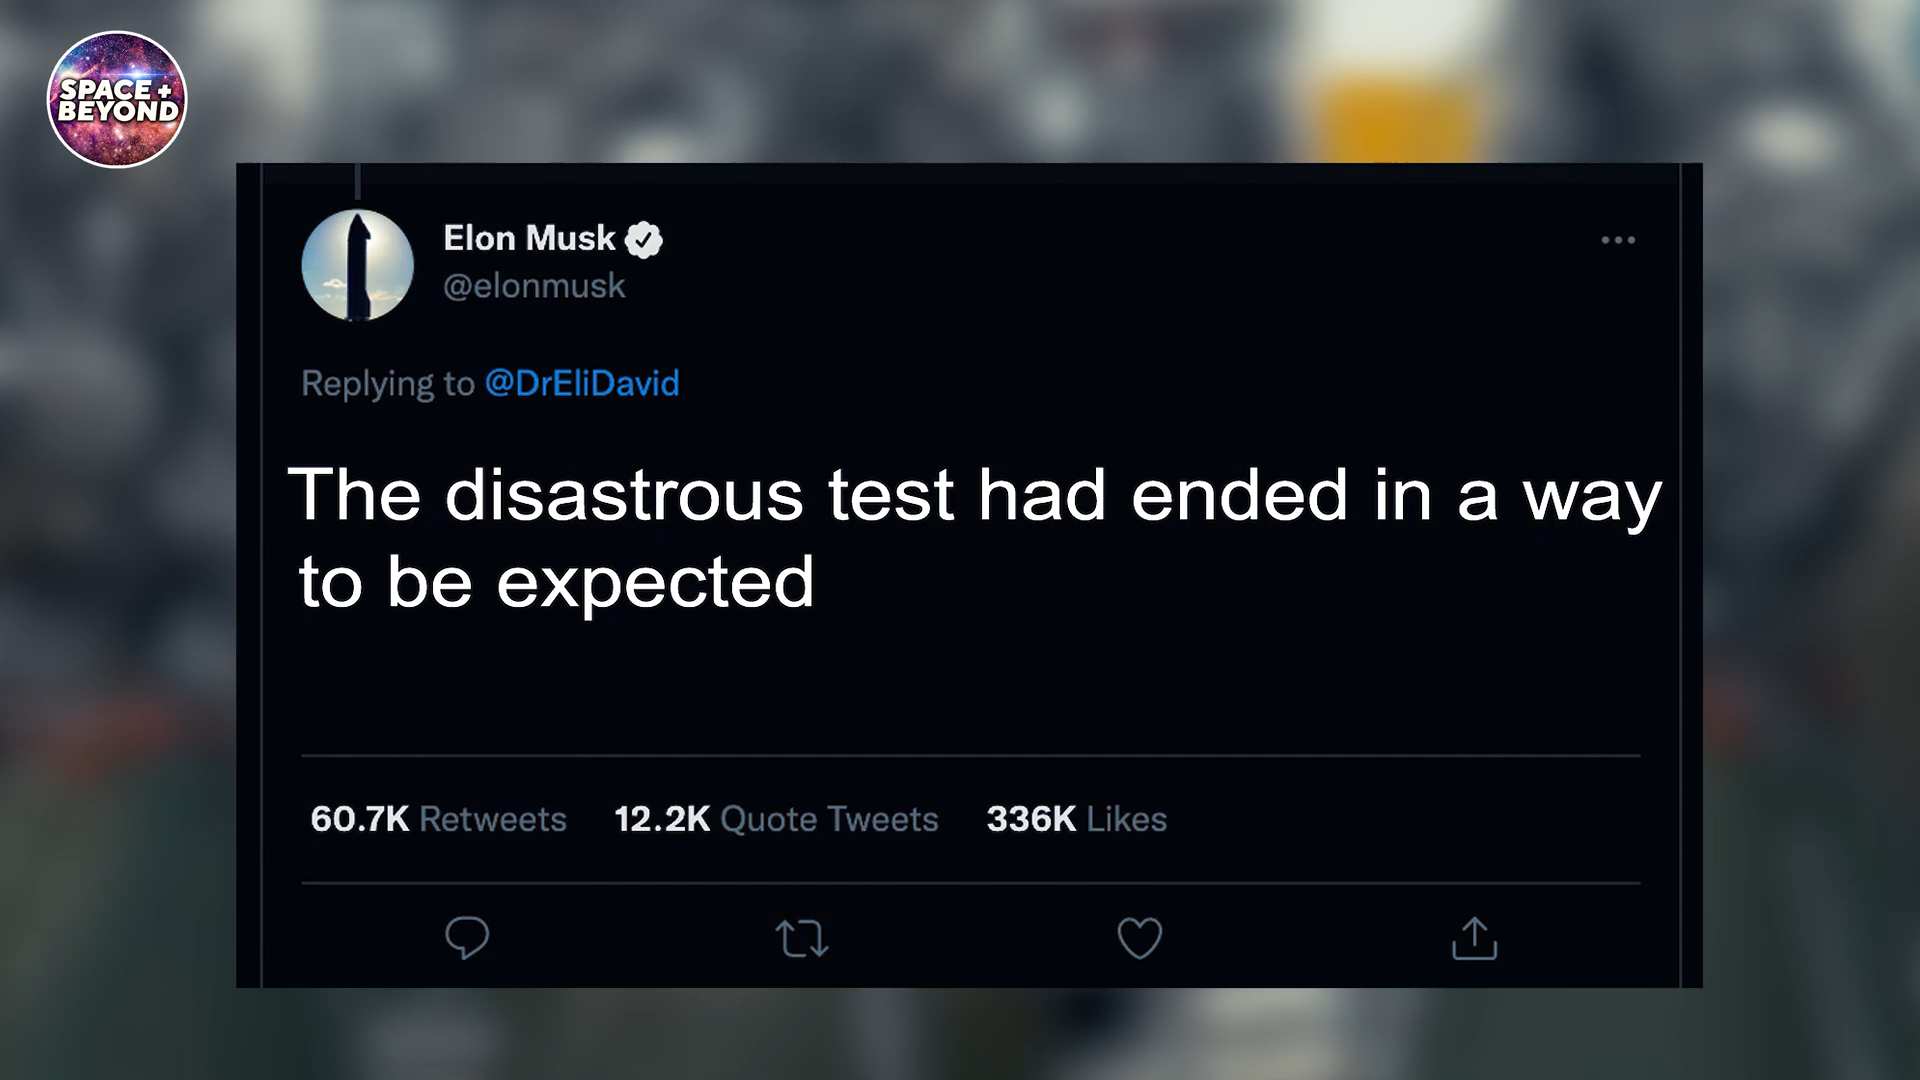 SPACE +
BEYOND
Elon Musk
@elonmusk
Replying to @DrEliDavid
The disastrous test had ended in a way
to be expected
60.7K Retweets 12.2K Quote Tweets 336K Likes